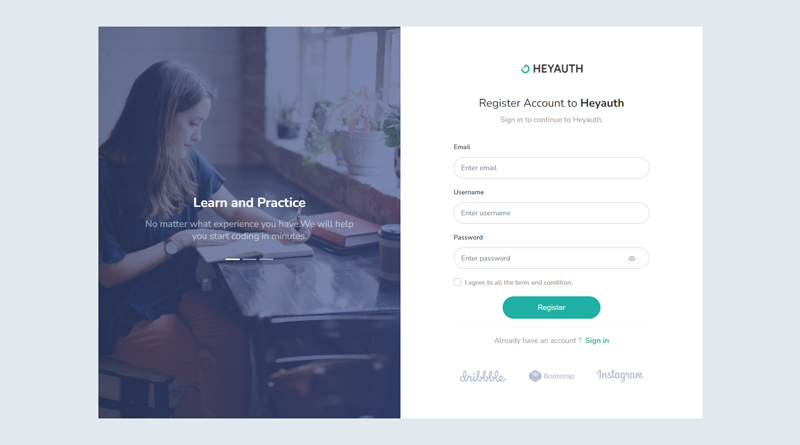 Learn and Practice
No matter what experience you have.We will help
you start coding in minutes.
HEYAUTH
Register Account to Heyauth
Sign in to continue to Heyauth.
Email
Enter email
Username
Enter username
Password
Enter password
I agree to all the term and condition.
Register
Already have an account ? Sign in
dribbble Bootstrap Instagram